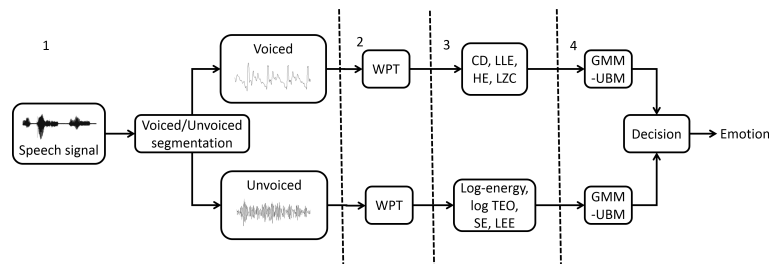 1
2
3
4
Speech signal
Voiced/Unvoiced
segmentation
Voiced
WPT
CD, LLE,
HE, LZC
GMM
-UBM
Unvoiced
WPT
Log-energy,
log TEO,
SE, LEE
GMM
-UBM
Decision
Emotion